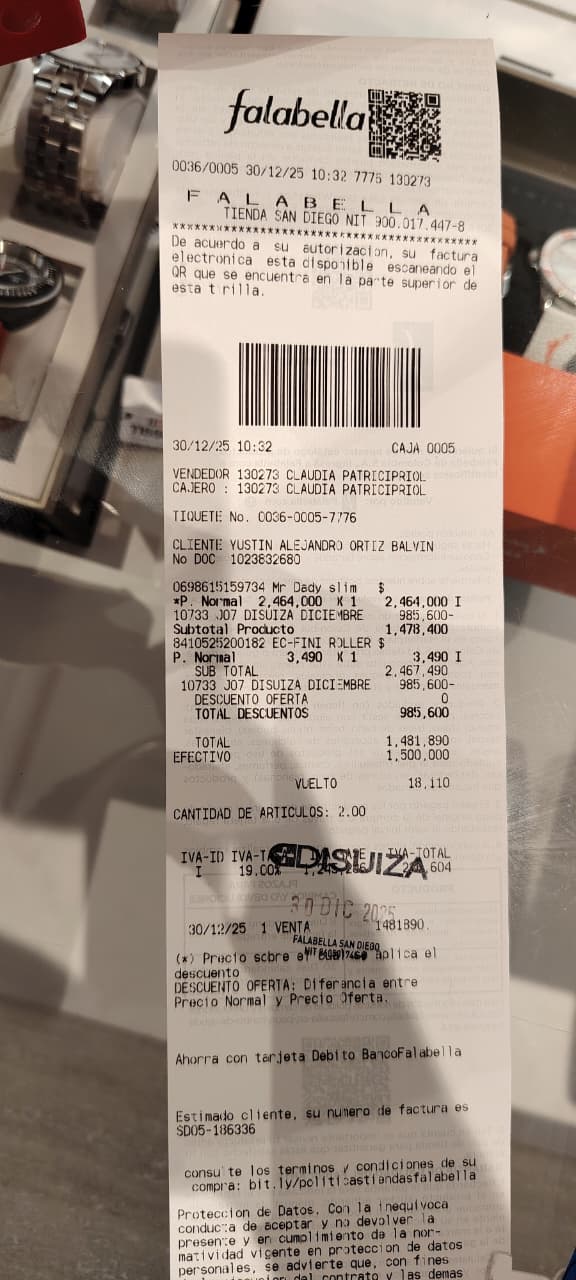 falabella
0036/0005 30/12/25 10:32 7775 130273
F A L A B E L L A
TIENDA SAN DIEGO NIT 900.017.447-8
******************************************
De acuerdo a su autorizacion, su factura
electronica esta disponible escaneando el
QR que se encuentra en la parte superior de
esta tirilla.
30/12/25 10:32 CAJA 0005
VENDEDOR 130273 CLAUDIA PATRICIPRIOL
CAJERO : 130273 CLAUDIA PATRICIPRIOL
TIQUETE No. 0036-0005-7776
CLIENTE YUSTIN ALEJANDRO ORTIZ BALVIN
No DOC 1023832680
0698615159734 Mr Dady slim $
*P. Normal 2,464,000 X 1 2,464,000 I
10733 J07 DISUIZA DICIEMBRE 985,600-
Subtotal Producto 1,478,400
8410525200182 EC-FINI ROLLER $
P. Normal 3,490 X 1 3,490 I
SUB TOTAL 2,467,490
10733 J07 DISUIZA DICIEMBRE 985,600-
DESCUENTO OFERTA 0
TOTAL DESCUENTOS 985,600
TOTAL 1,481,890
EFECTIVO 1,500,000
VUELTO 18,110
CANTIDAD DE ARTICULOS: 2.00
IVA-ID IVA-TOTAL
I 19.00%
DISUIZA
30 DIC 2025
30/12/25 1 VENTA 1481890.
FALABELLA SAN DIEGO
(*) Precio sobre el aplica el
descuento
DESCUENTO OFERTA: Diferencia entre
Precio Normal y Precio Oferta.
Ahorra con tarjeta Debito BancoFalabella
Estimado cliente, su numero de factura es
SD05-186336
consulte los terminos y condiciones de su
compra: bit.ly/politicastiendasfalabella
Proteccion de Datos. Con la inequivoca
conducta de aceptar y no devolver la
presente y en cumplimiento de la nor-
matividad vigente en proteccion de datos
personales, se advierte que, con fines
del contrato y las demas